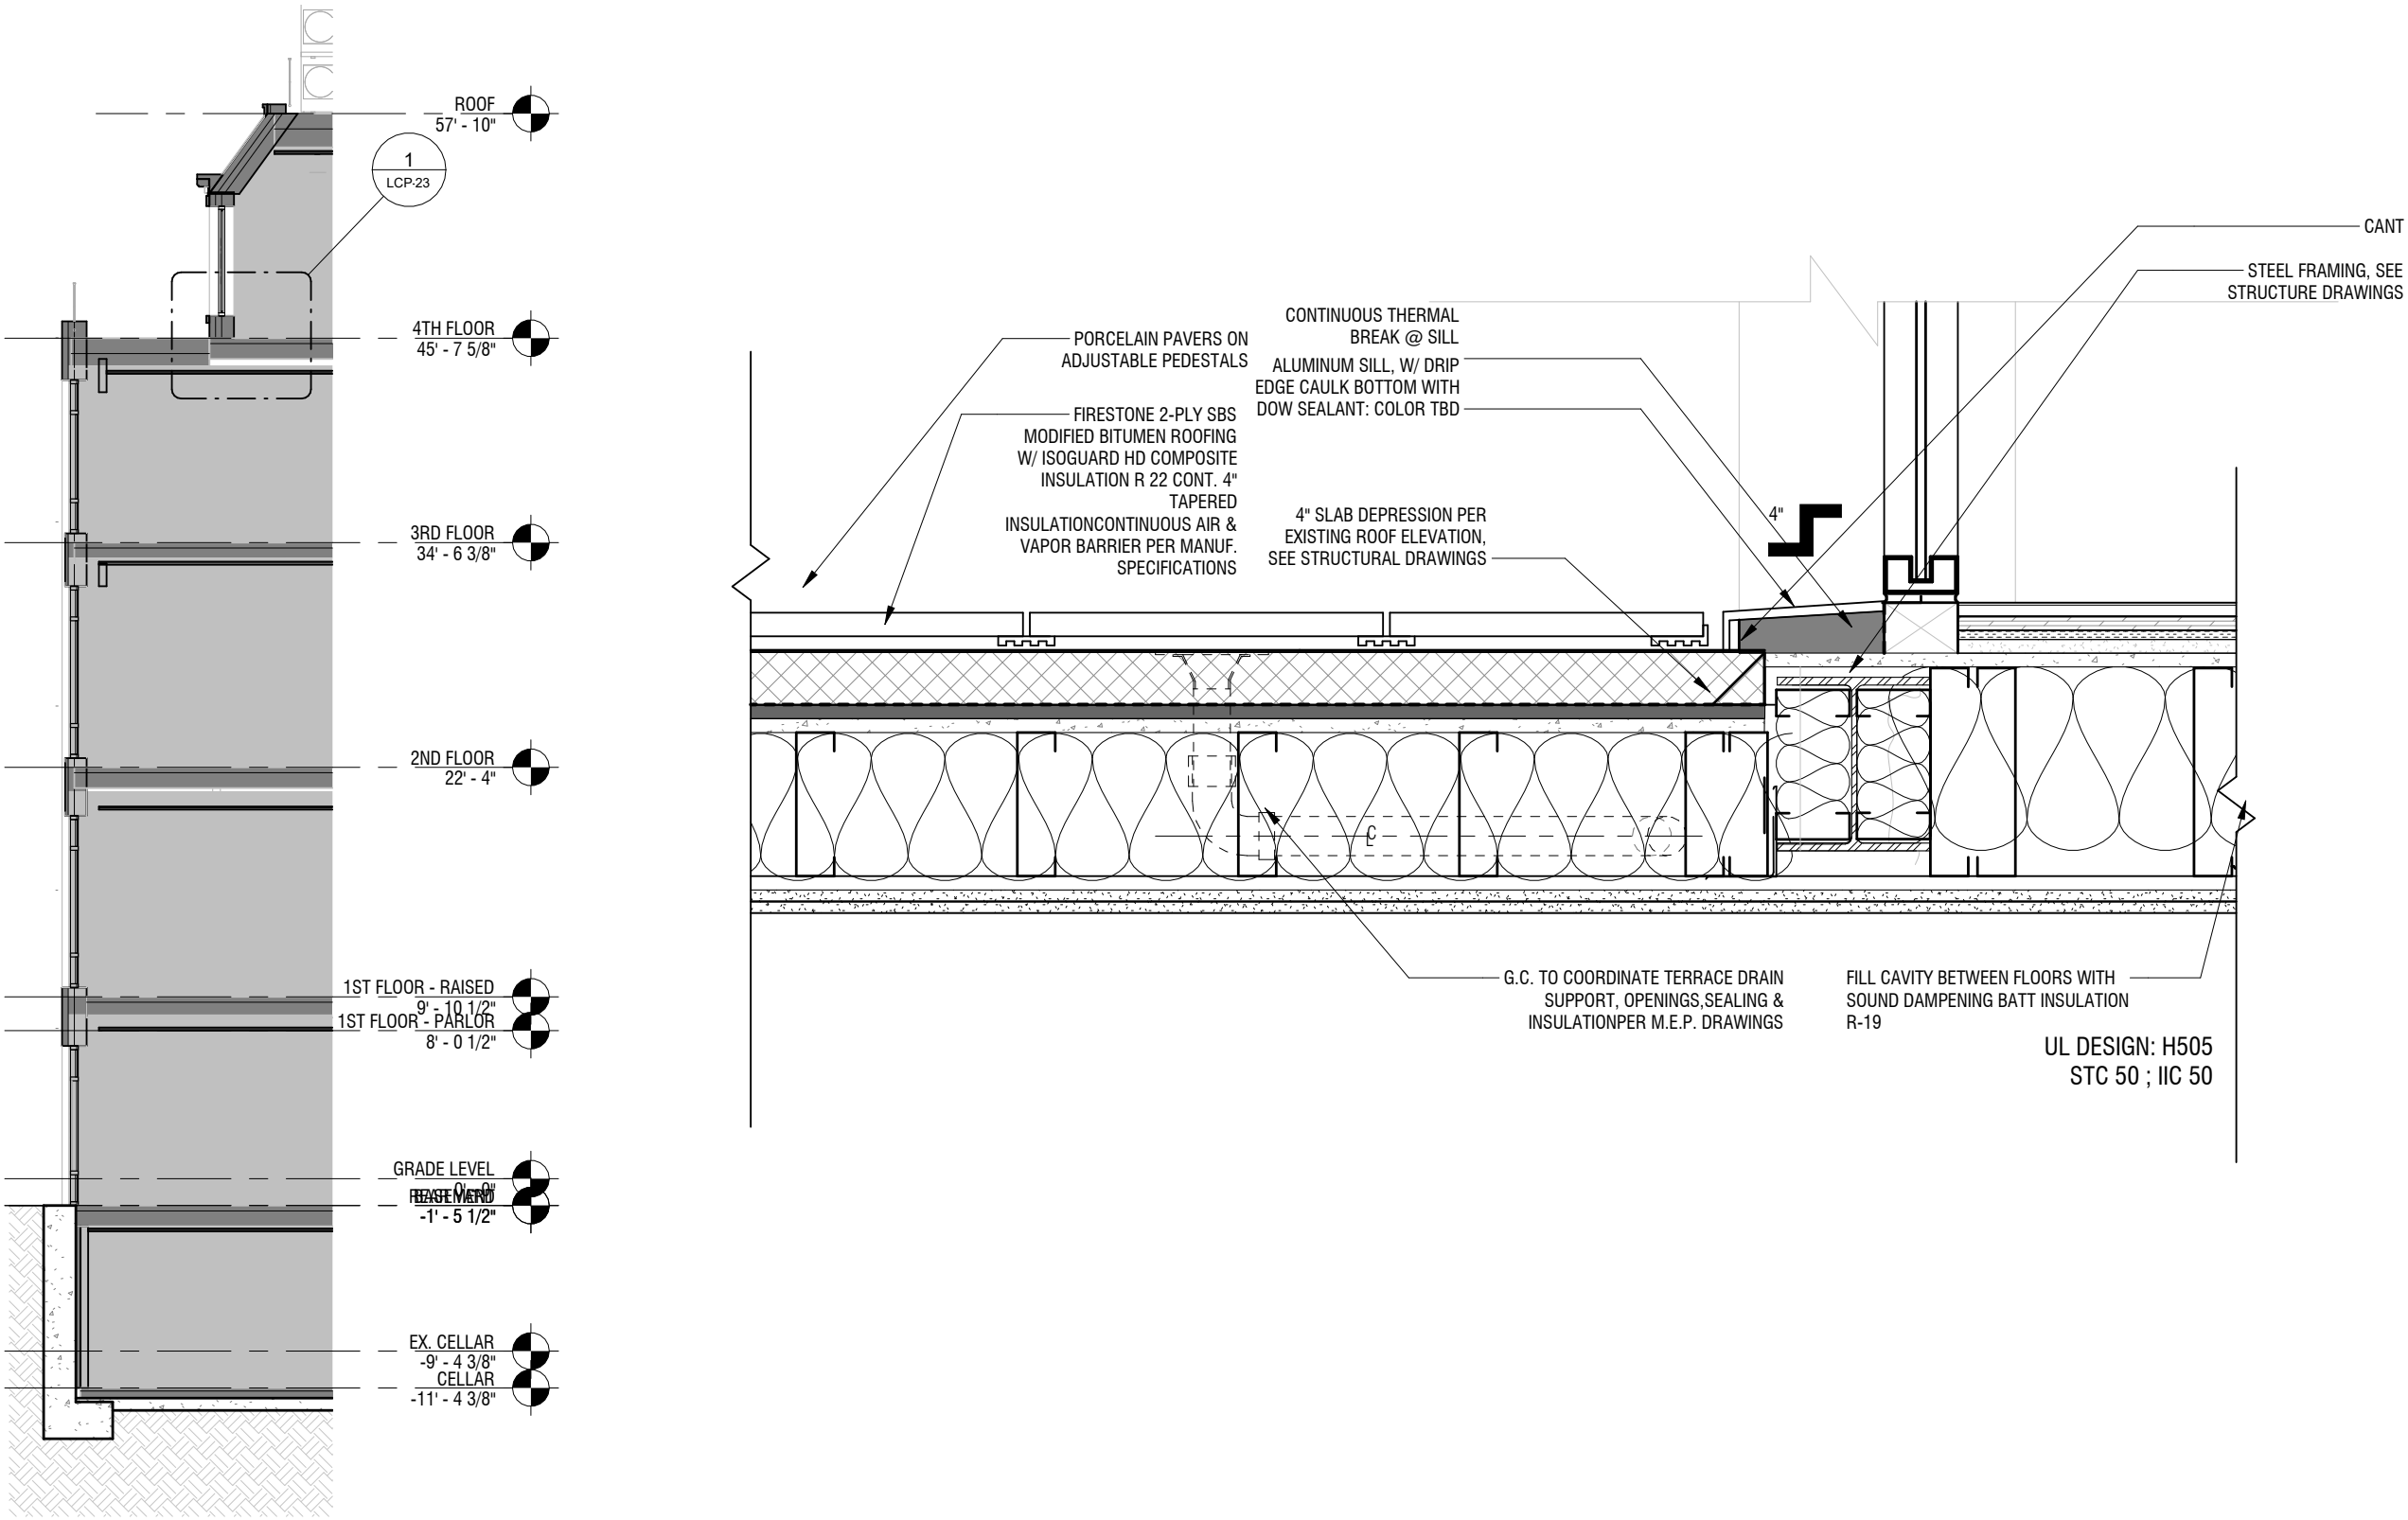 ROOF
57' - 10"
1
LCP-23
4TH FLOOR
45' - 7 5/8"
3RD FLOOR
34' - 6 3/8"
2ND FLOOR
22' - 4"
1ST FLOOR - RAISED
9' - 10 1/2"
1ST FLOOR - PARLOR
8' - 0 1/2"
GRADE LEVEL
-1' - 5 1/2"
EX. CELLAR
-9' - 4 3/8"
CELLAR
-11' - 4 3/8"
CANT
STEEL FRAMING, SEE
STRUCTURE DRAWINGS
CONTINUOUS THERMAL
BREAK @ SILL
PORCELAIN PAVERS ON
ADJUSTABLE PEDESTALS
ALUMINUM SILL, W/ DRIP
EDGE CAULK BOTTOM WITH
DOW SEALANT: COLOR TBD
FIRESTONE 2-PLY SBS
MODIFIED BITUMEN ROOFING
W/ ISOGUARD HD COMPOSITE
INSULATION R 22 CONT. 4"
TAPERED
INSULATIONCONTINUOUS AIR &
VAPOR BARRIER PER MANUF.
SPECIFICATIONS
4" SLAB DEPRESSION PER
EXISTING ROOF ELEVATION,
SEE STRUCTURAL DRAWINGS
4"
CL
G.C. TO COORDINATE TERRACE DRAIN
SUPPORT, OPENINGS,SEALING &
INSULATIONPER M.E.P. DRAWINGS
FILL CAVITY BETWEEN FLOORS WITH
SOUND DAMPENING BATT INSULATION
R-19
UL DESIGN: H505
STC 50 ; IIC 50